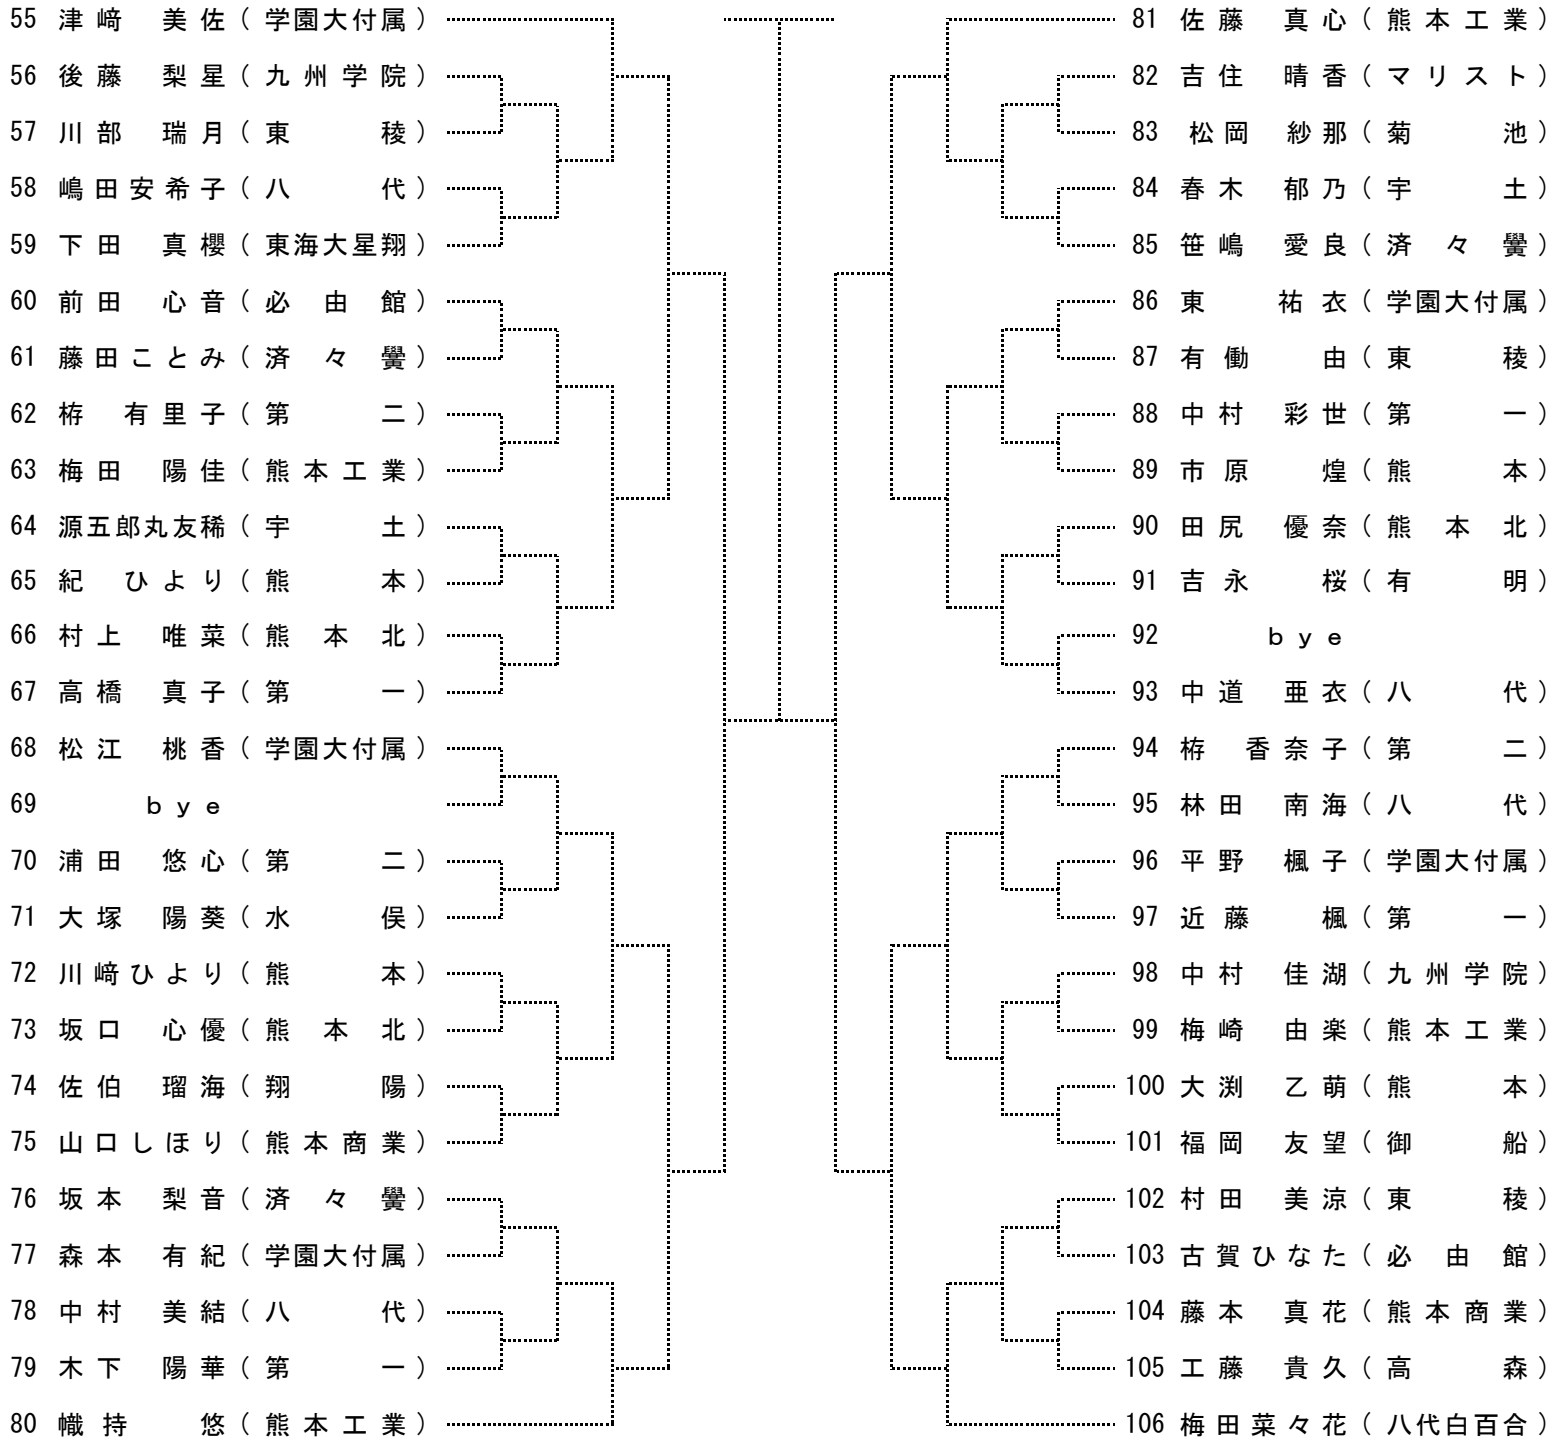 55 津﨑 美佐（学園大付属）
56 後藤 梨星（九州学院）
57 川部 瑞月（東稜）
58 嶋田安希子（八代）
59 下田 真櫻（東海大星翔）
60 前田 心音（必由館）
61 藤田ことみ（済々黌）
62 栫 有里子（第二）
63 梅田 陽佳（熊本工業）
64 源五郎丸友稀（宇土）
65 紀 ひより（熊本）
66 村上 唯菜（熊本北）
67 高橋 真子（第一）
68 松江 桃香（学園大付属）
69 bye
70 浦田 悠心（第二）
71 大塚 陽葵（水俣）
72 川﨑ひより（熊本）
73 坂口 心優（熊本北）
74 佐伯 瑠海（翔陽）
75 山口しほり（熊本商業）
76 坂本 梨音（済々黌）
77 森本 有紀（学園大付属）
78 中村 美結（八代）
79 木下 陽華（第一）
80 幟持 悠（熊本工業）
81 佐藤 真心（熊本工業）
82 吉住 晴香（マリスト）
83 松岡 紗那（菊池）
84 春木 郁乃（宇土）
85 笹嶋 愛良（済々黌）
86 東 祐衣（学園大付属）
87 有働 由（東稜）
88 中村 彩世（第一）
89 市原 煌（熊本）
90 田尻 優奈（熊本北）
91 吉永 桜（有明）
92 bye
93 中道 亜衣（八代）
94 栫 香奈子（第二）
95 林田 南海（八代）
96 平野 楓子（学園大付属）
97 近藤 楓（第一）
98 中村 佳湖（九州学院）
99 梅崎 由楽（熊本工業）
100 大渕 乙萌（熊本）
101 福岡 友望（御船）
102 村田 美涼（東稜）
103 古賀ひなた（必由館）
104 藤本 真花（熊本商業）
105 工藤 貴久（高森）
106 梅田菜々花（八代白百合）